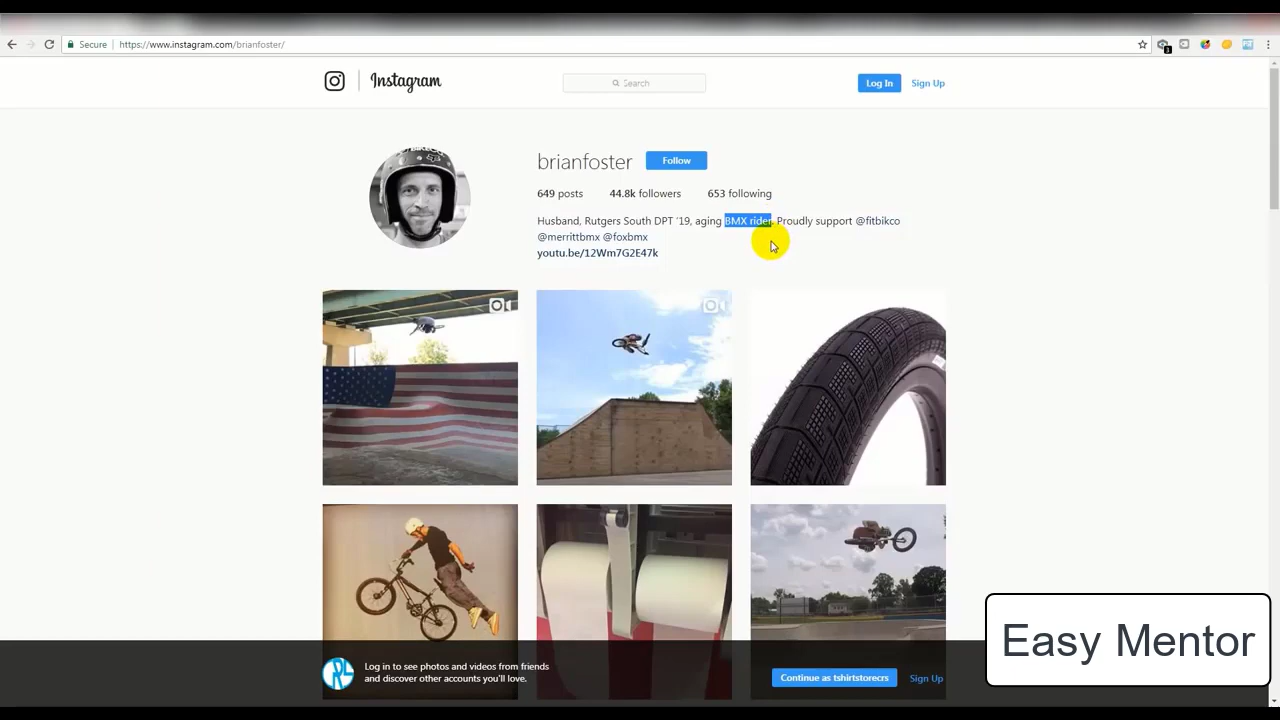 Secure
https://www.instagram.com/brianfoster/
3
Instagram
Search
Log In
Sign Up
brianfoster
Follow
649 posts
44.8k followers
653 following
Husband, Rutgers South DPT '19, aging BMX rider. Proudly support @fitbikco
@merrittbmx @foxbmx
youtu.be/12Wm7G2E47k
Log in to see photos and videos from friends
and discover other accounts you'll love.
Continue as tshirtstorecrs
Sign Up
Easy Mentor